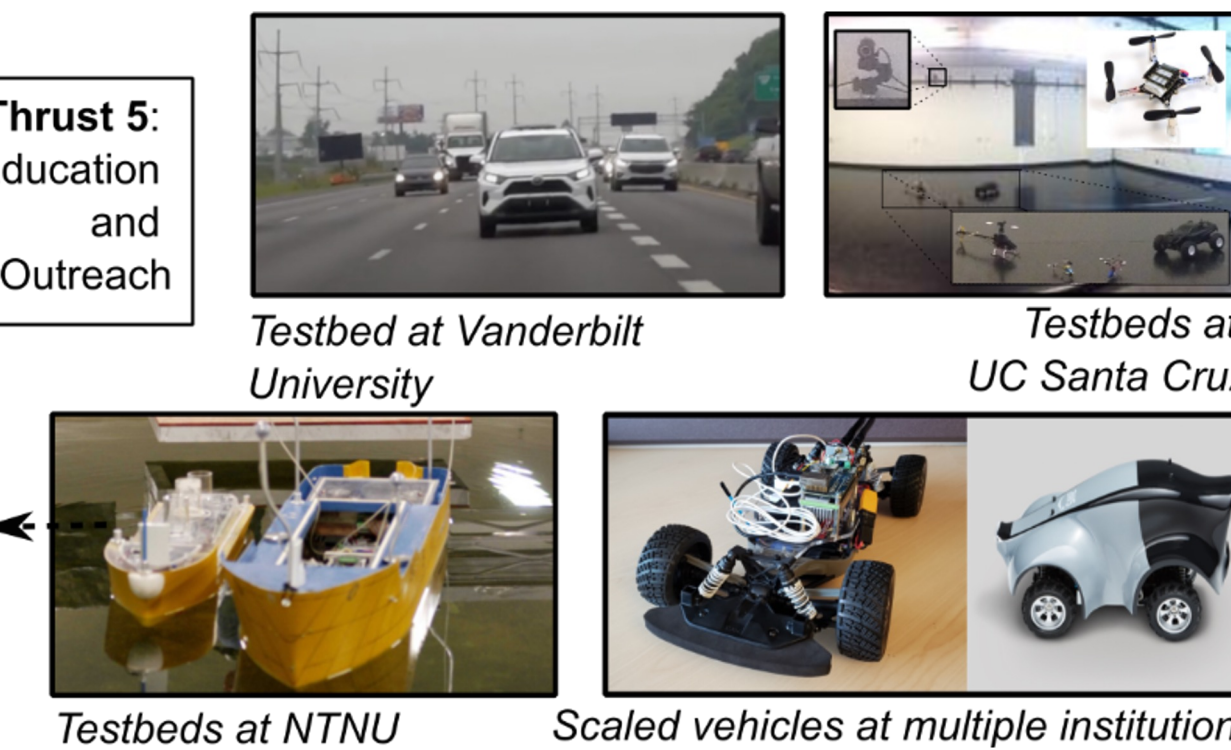 Thrust 5:
ducation
and
Outreach
Testbed at Vanderbilt
University
Testbeds at
UC Santa Cru
Testbeds at NTNU
Scaled vehicles at multiple institution